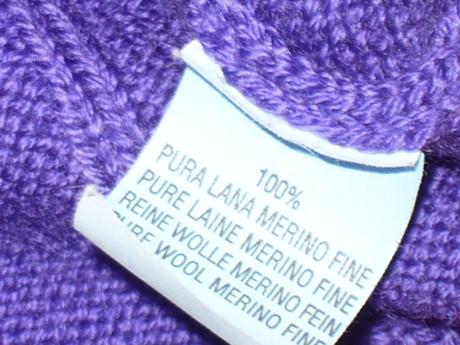 100%
PURA LANA MERINO FINE
PURE LAINE MERINO FINE
REINE WOLLE MERINO FEIN
PURE WOOL MERINO FINE